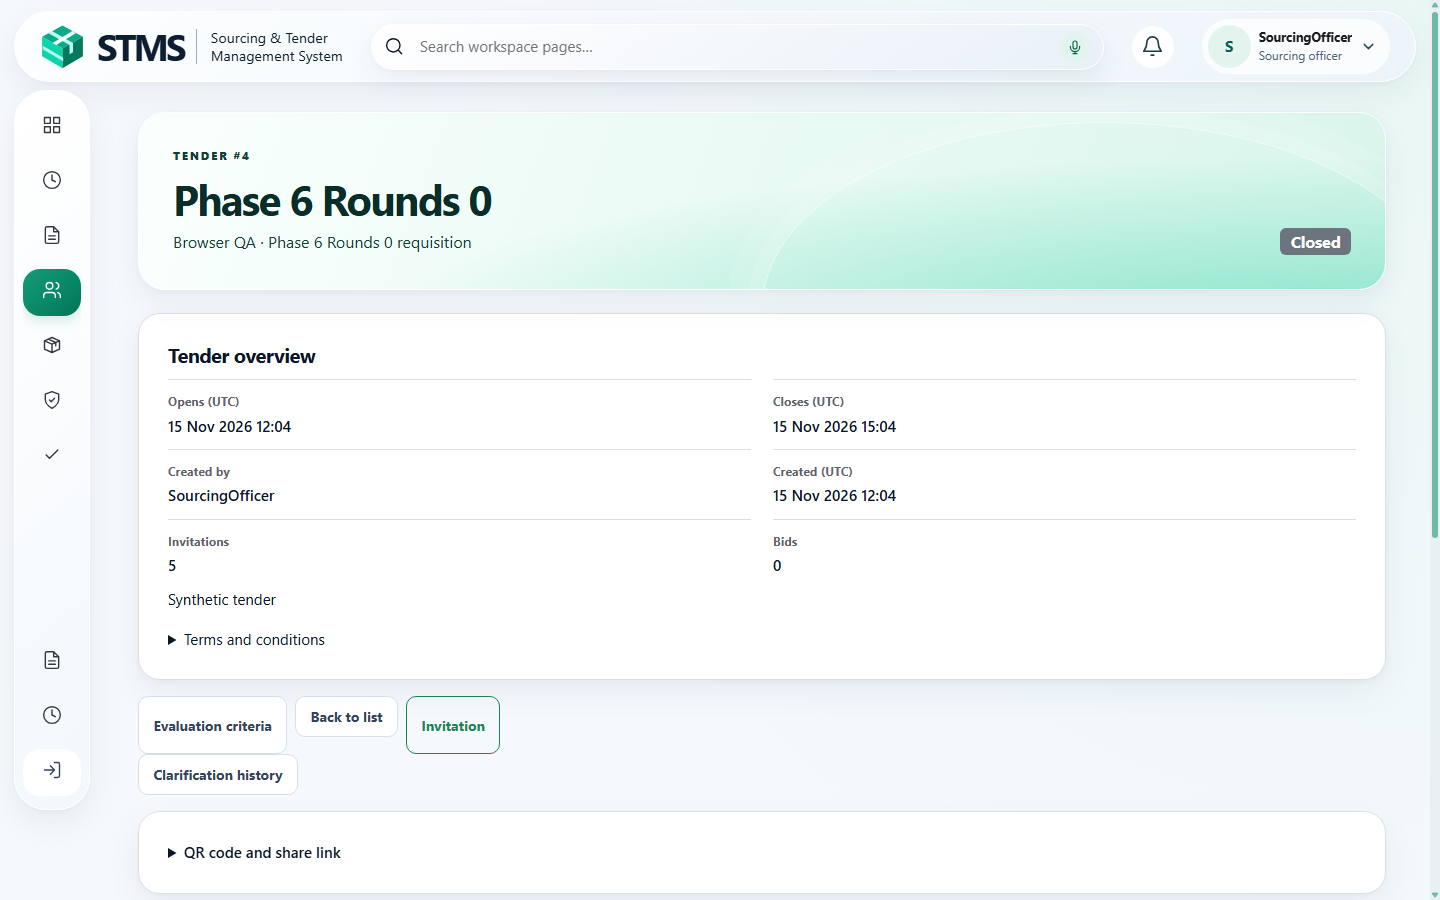 STMS
Sourcing & Tender
Management System
Search workspace pages...
S
SourcingOfficer
Sourcing officer
TENDER #4
Phase 6 Rounds 0
Browser QA · Phase 6 Rounds 0 requisition
Closed
Tender overview
Opens (UTC)
15 Nov 2026 12:04
Closes (UTC)
15 Nov 2026 15:04
Created by
SourcingOfficer
Created (UTC)
15 Nov 2026 12:04
Invitations
5
Bids
0
Synthetic tender
Terms and conditions
Evaluation criteria
Back to list
Invitation
Clarification history
QR code and share link